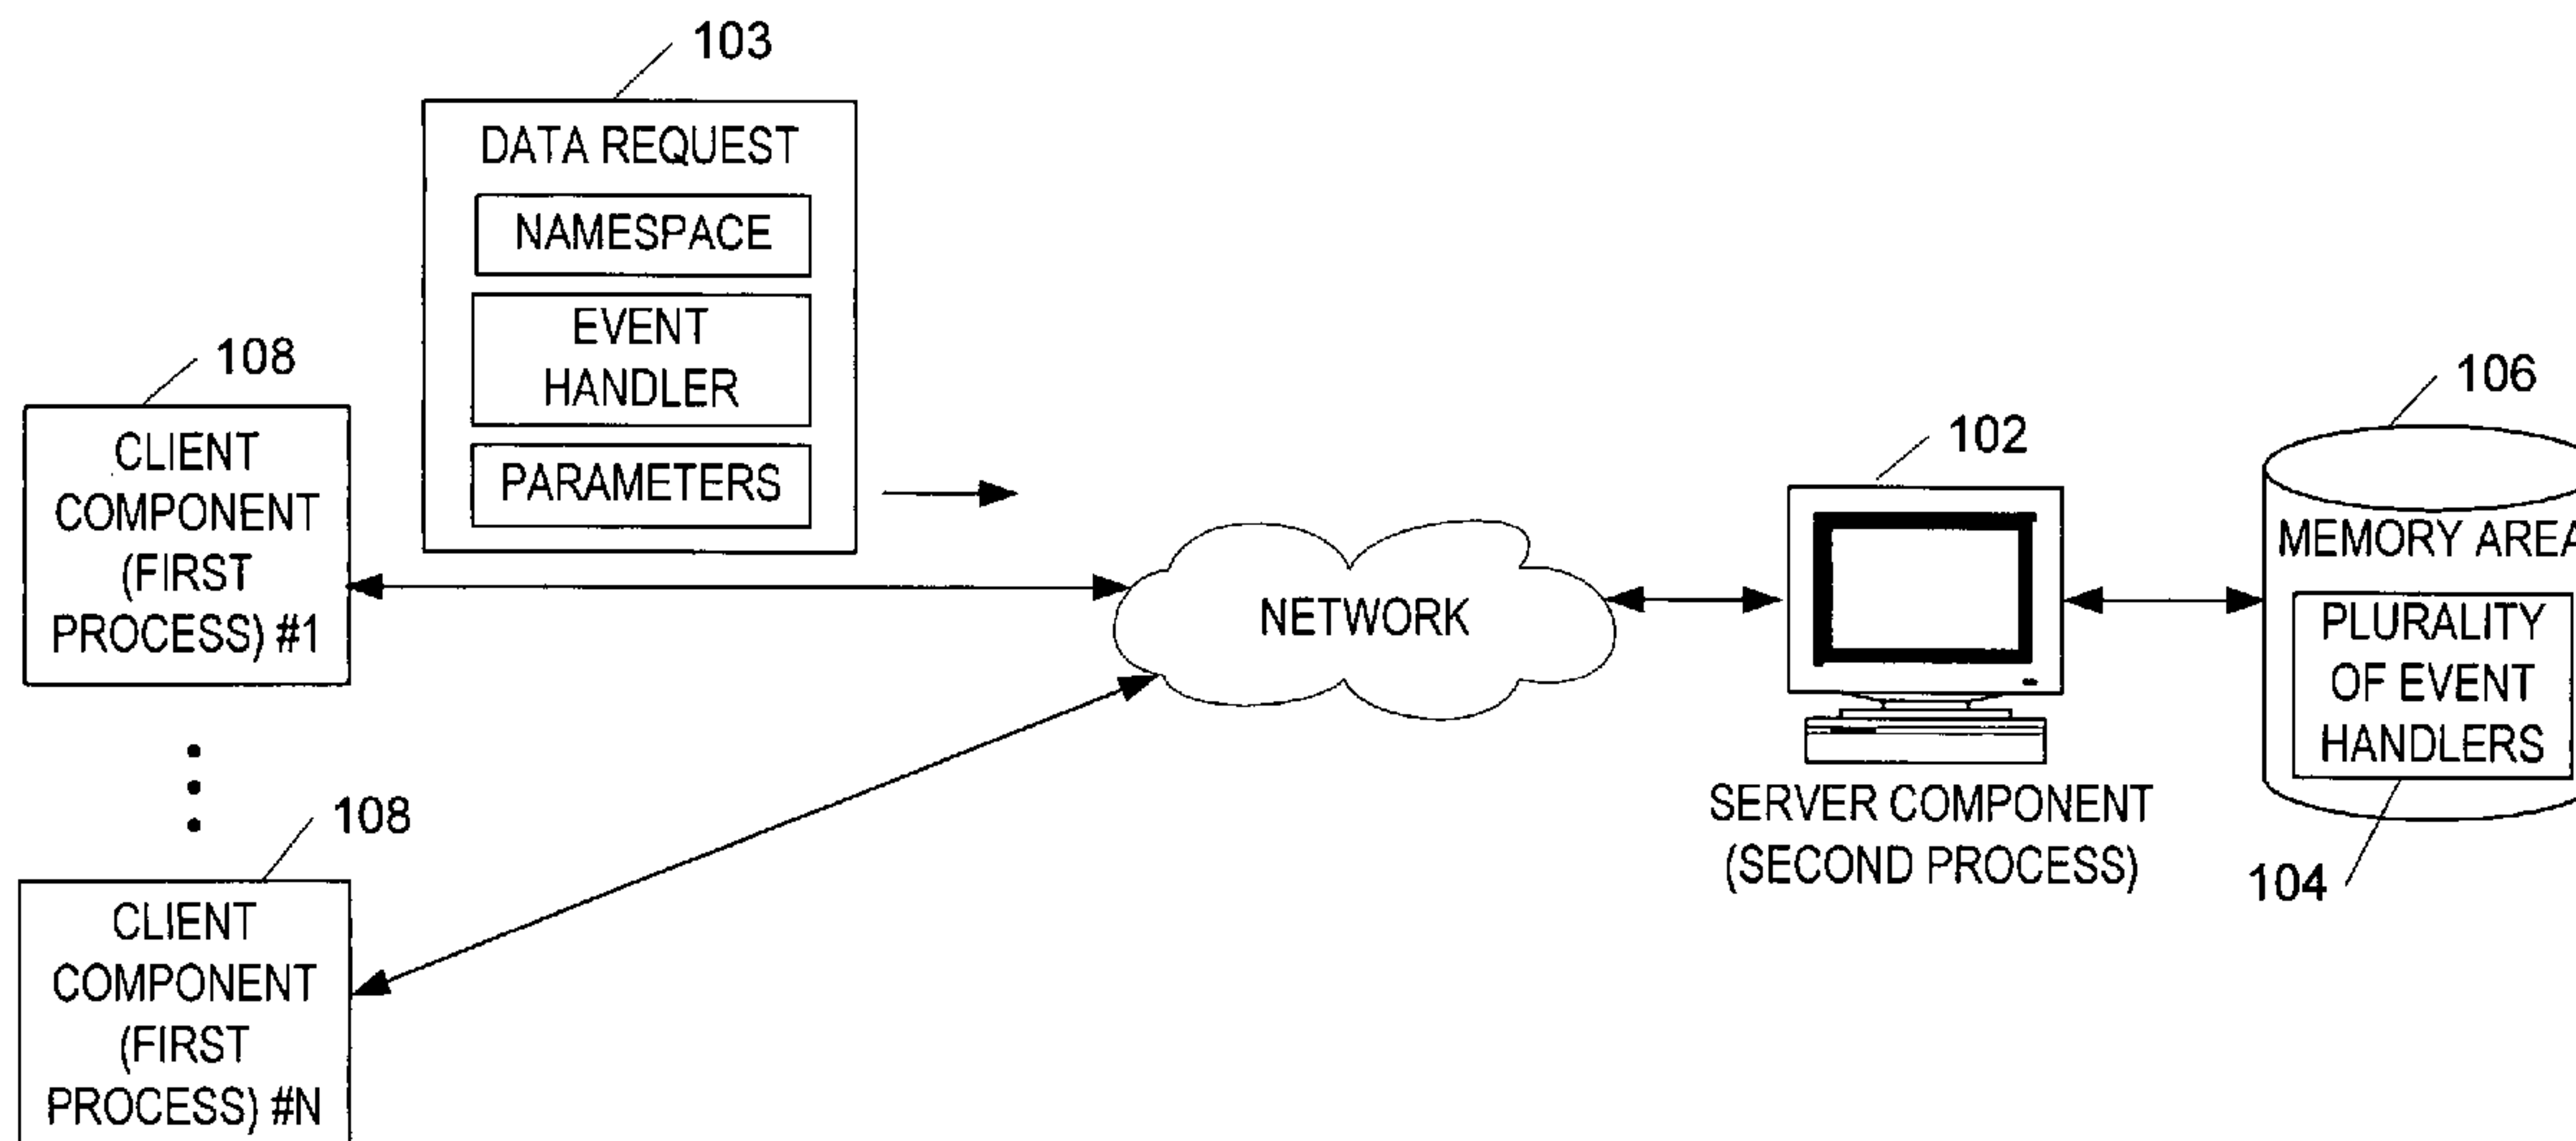 103
DATA REQUEST
NAMESPACE
EVENT
HANDLER
PARAMETERS
108
CLIENT
COMPONENT
(FIRST
PROCESS) #1
108
CLIENT
COMPONENT
(FIRST
PROCESS) #N
NETWORK
102
SERVER COMPONENT
(SECOND PROCESS)
106
MEMORY AREA
PLURALITY
OF EVENT
HANDLERS
104